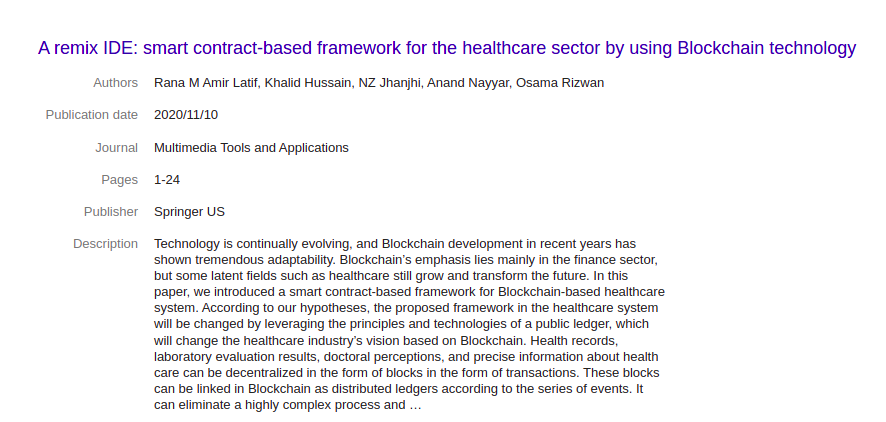 A remix IDE: smart contract-based framework for the healthcare sector by using Blockchain technology
Authors Rana M Amir Latif, Khalid Hussain, NZ Jhanjhi, Anand Nayyar, Osama Rizwan
Publication date 2020/11/10
Journal Multimedia Tools and Applications
Pages 1-24
Publisher Springer US
Description Technology is continually evolving, and Blockchain development in recent years has
shown tremendous adaptability. Blockchain’s emphasis lies mainly in the finance sector,
but some latent fields such as healthcare still grow and transform the future. In this
paper, we introduced a smart contract-based framework for Blockchain-based healthcare
system. According to our hypotheses, the proposed framework in the healthcare system
will be changed by leveraging the principles and technologies of a public ledger, which
will change the healthcare industry’s vision based on Blockchain. Health records,
laboratory evaluation results, doctoral perceptions, and precise information about health
care can be decentralized in the form of blocks in the form of transactions. These blocks
can be linked in Blockchain as distributed ledgers according to the series of events. It
can eliminate a highly complex process and …